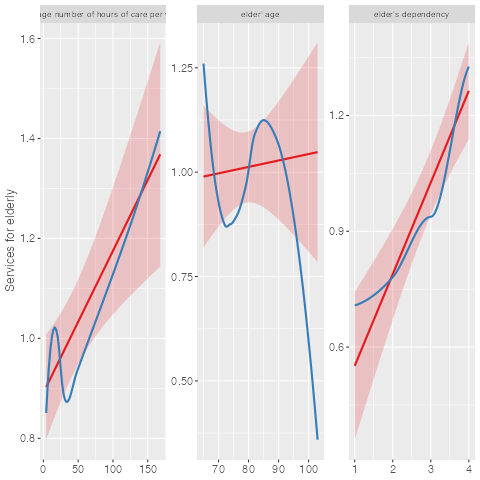 age number of hours of care per
elder' age
elder's dependency
Services for elderly
1.6
1.4
1.2
1.0
0.8
0 50 100 150
1.25
1.00
0.75
0.50
70 80 90 100
1.2
0.9
0.6
1 2 3 4